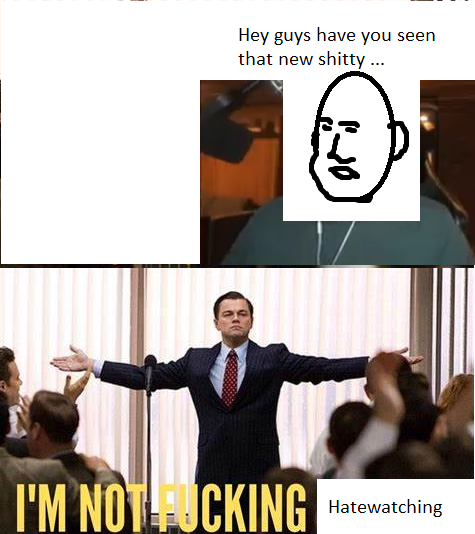 Hey guys have you seen
that new shitty ...
I'M NOT FUCKING
Hatewatching